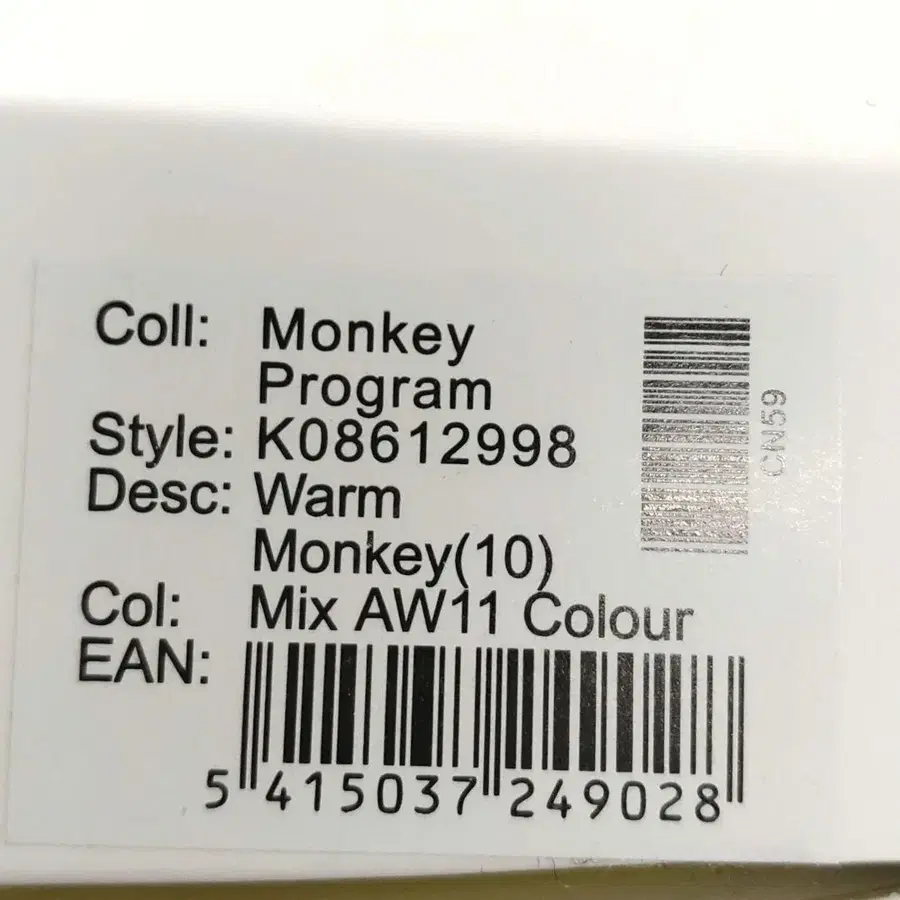 Coll: Monkey
Program
Style: K08612998
Desc: Warm
Monkey(10)
Col: Mix AW11 Colour
EAN:
5 415037 249028
CN59